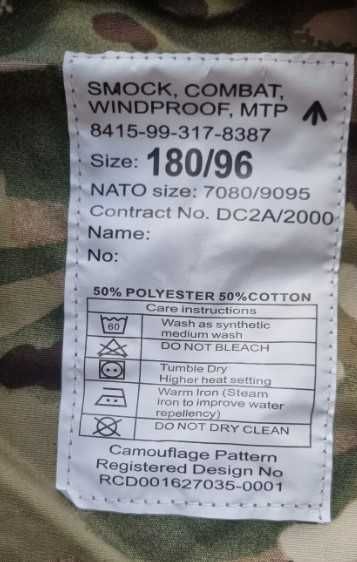 SMOCK, COMBAT,
WINDPROOF, MTP
8415-99-317-8387
Size: 180/96
NATO size: 7080/9095
Contract No. DC2A/2000
Name:
No:
50% POLYESTER 50%COTTON
Care instructions
60
Wash as synthetic
medium wash
DO NOT BLEACH
Tumble Dry
Higher heat setting
Warm Iron (Steam
iron to improve water
repellency)
DO NOT DRY CLEAN
Camouflage Pattern
Registered Design No
RCD001627035-0001